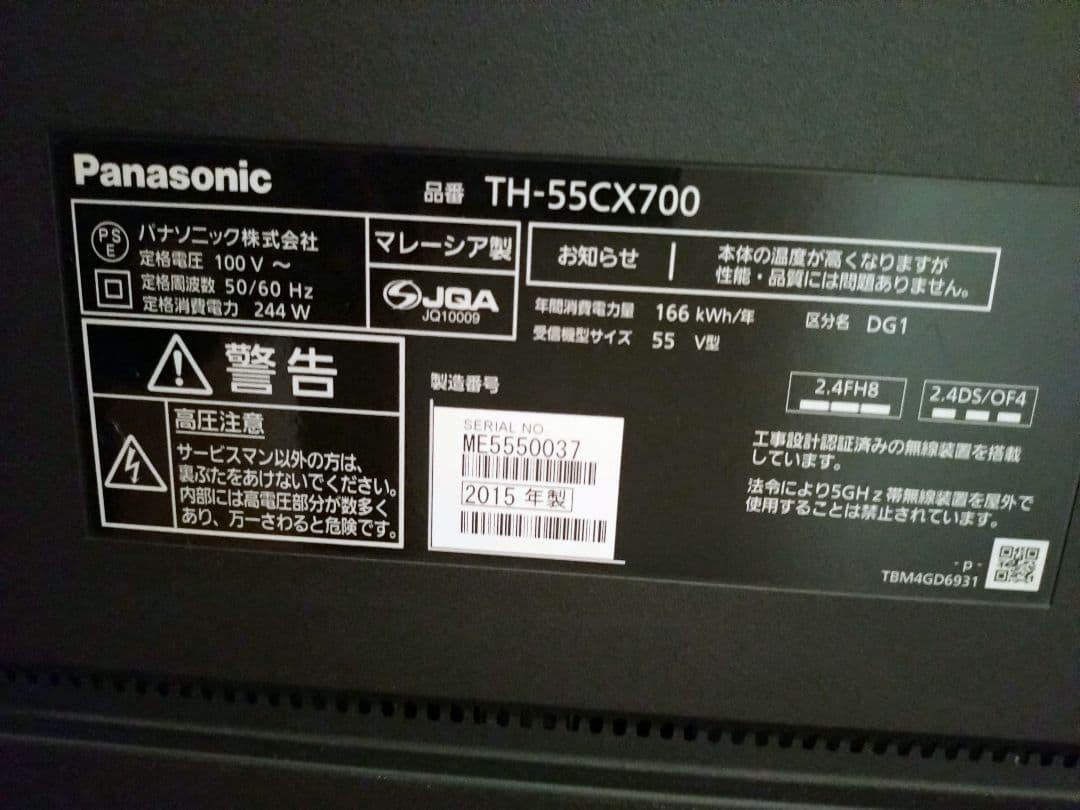 Panasonic
品番 TH-55CX700
PS
E
パナソニック株式会社
定格電圧 100 V ~
定格周波数 50/60 Hz
定格消費電力 244 W
マレーシア製
JQA
JQ10009
お知らせ
本体の温度が高くなりますが
性能・品質には問題ありません。
年間消費電力量 166 kWh/年 区分名 DG1
受信機型サイズ 55 V型
警告
高圧注意
サービスマン以外の方は、
裏ぶたをあけないでください。
内部には高電圧部分が数多く
あり、万一さわると危険です。
製造番号
SERIAL NO.
ME5550037
2015 年製
2.4FH8
2.4DS/OF4
工事設計認証済みの無線装置を搭載
しています。
法令により5GHz帯無線装置を屋外で
使用することは禁止されています。
- p -
TBM4GD6931